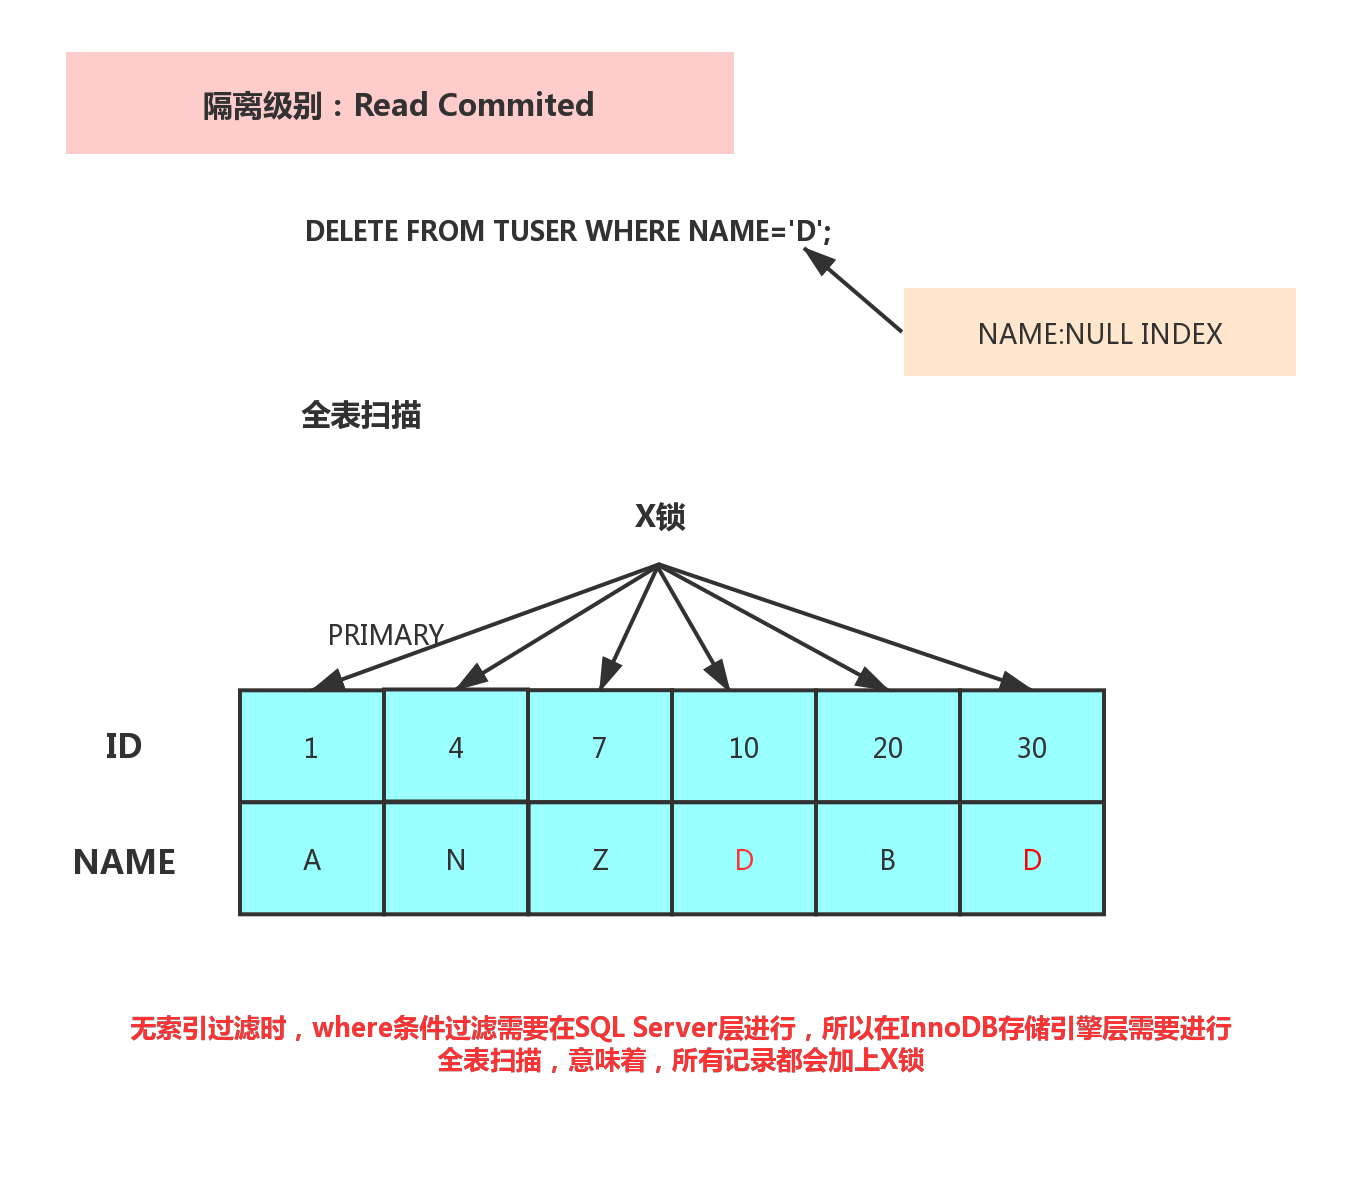 隔离级别：Read Commited
DELETE FROM TUSER WHERE NAME='D';
NAME:NULL INDEX
全表扫描
X锁
PRIMARY
ID 1 4 7 10 20 30
NAME A N Z D B D
无索引过滤时，where条件过滤需要在SQL Server层进行，所以在InnoDB存储引擎层需要进行
全表扫描，意味着，所有记录都会加上X锁